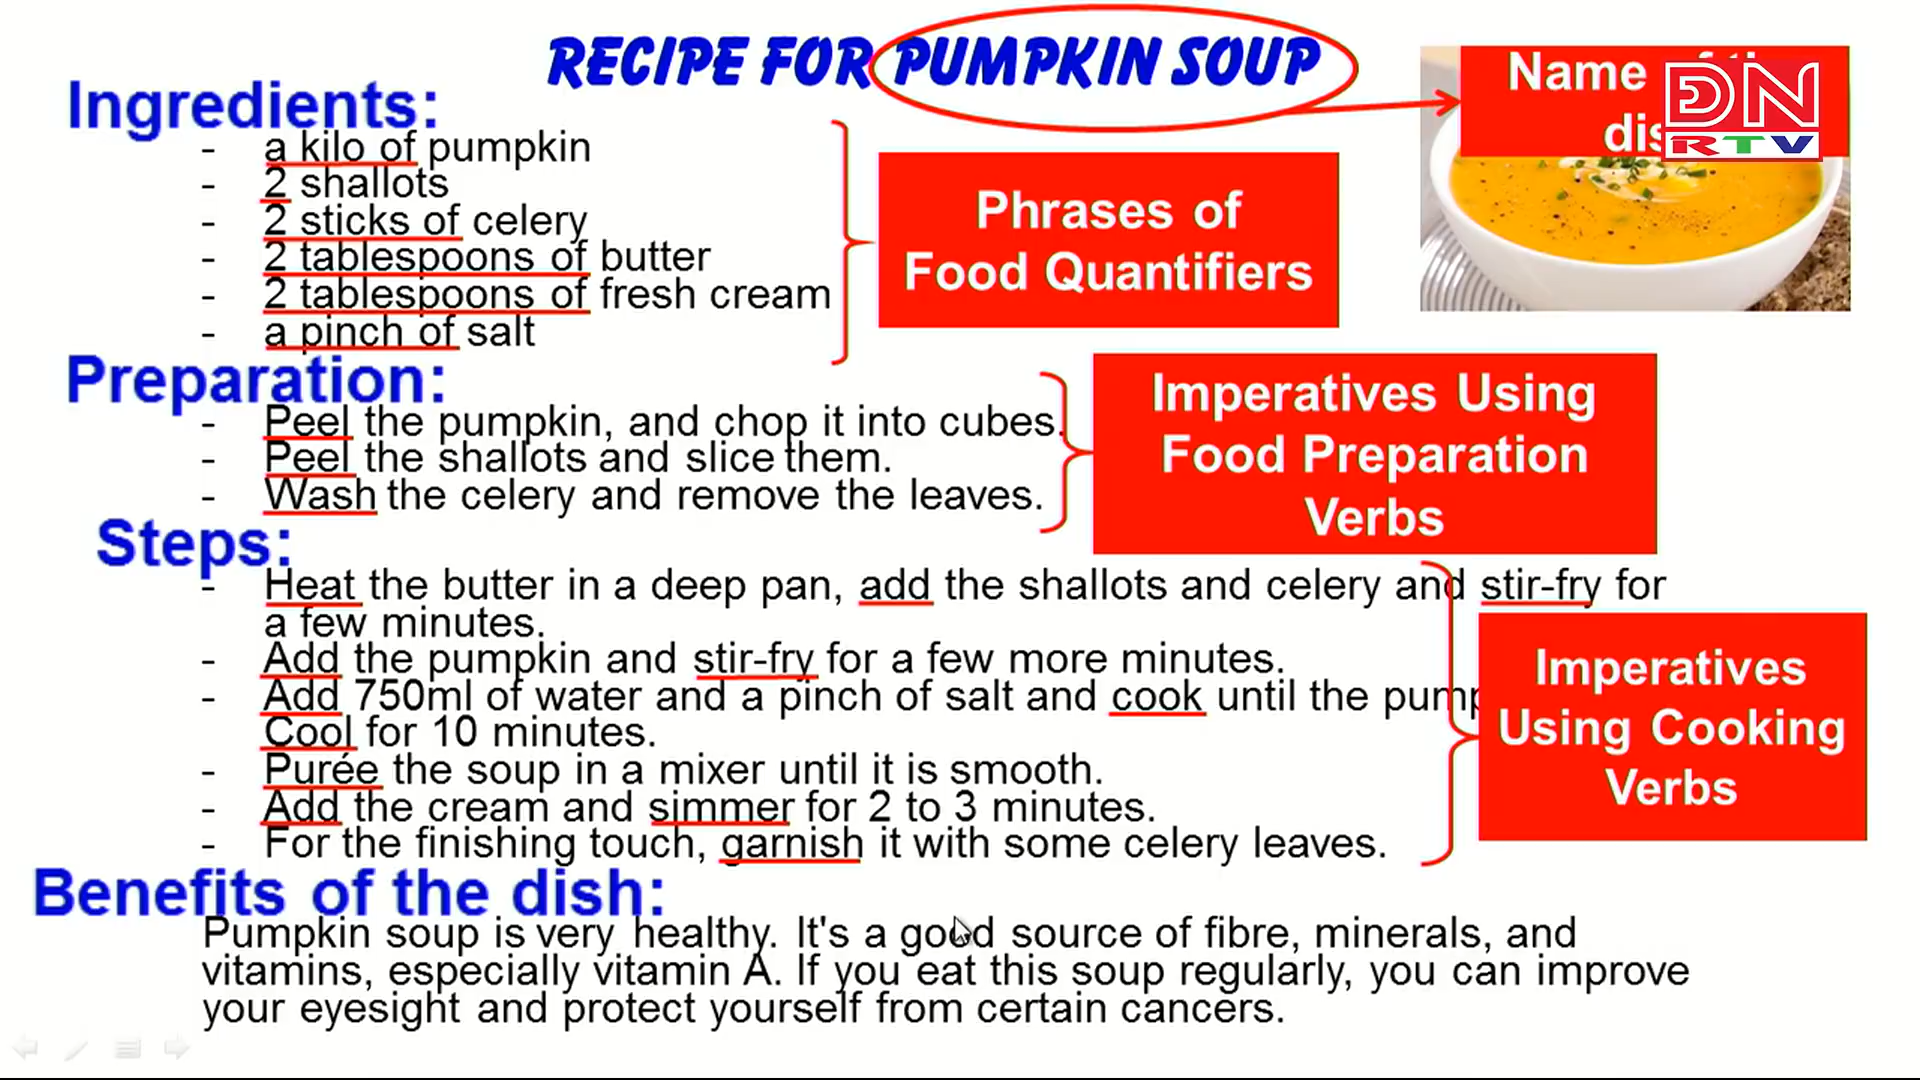 RECIPE FOR PUMPKIN SOUP
Name
DN
RTV
Ingredients:
- a kilo of pumpkin
- 2 shallots
- 2 sticks of celery
- 2 tablespoons of butter
- 2 tablespoons of fresh cream
- a pinch of salt
Phrases of
Food Quantifiers
Preparation:
- Peel the pumpkin, and chop it into cubes.
- Peel the shallots and slice them.
- Wash the celery and remove the leaves.
Imperatives Using
Food Preparation
Verbs
Steps:
- Heat the butter in a deep pan, add the shallots and celery and stir-fry for
a few minutes.
- Add the pumpkin and stir-fry for a few more minutes.
- Add 750ml of water and a pinch of salt and cook until the
Cool for 10 minutes.
- Purée the soup in a mixer until it is smooth.
- Add the cream and simmer for 2 to 3 minutes.
- For the finishing touch, garnish it with some celery leaves.
Imperatives
Using Cooking
Verbs
Benefits of the dish:
Pumpkin soup is very healthy. It's a good source of fibre, minerals, and
vitamins, especially vitamin A. If you eat this soup regularly, you can improve
your eyesight and protect yourself from certain cancers.